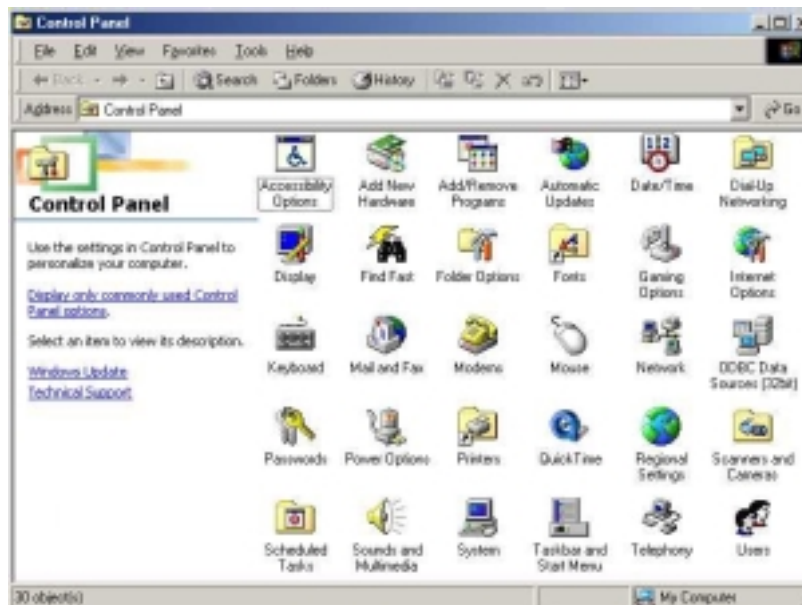 Control Panel
File Edit View Favorites Tools Help
Back Search Folders History
Address Control Panel Go
Control Panel
Use the settings in Control Panel to
personalize your computer.
Display only commonly used Control
Panel options.
Select an item to view its description.
Windows Update
Technical Support
Accessibility
Options
Add New
Hardware
Add/Remove
Programs
Automatic
Updates
Date/Time
Dial-Up
Networking
Display
Find Fast
Folder Options
Fonts
Gaming
Options
Internet
Options
Keyboard
Mail and Fax
Modems
Mouse
Network
ODBC Data
Sources (32bit)
Passwords
Power Options
Printers
QuickTime
Regional
Settings
Scanners and
Cameras
Scheduled
Tasks
Sounds and
Multimedia
System
Taskbar and
Start Menu
Telephony
Users
30 object(s) My Computer